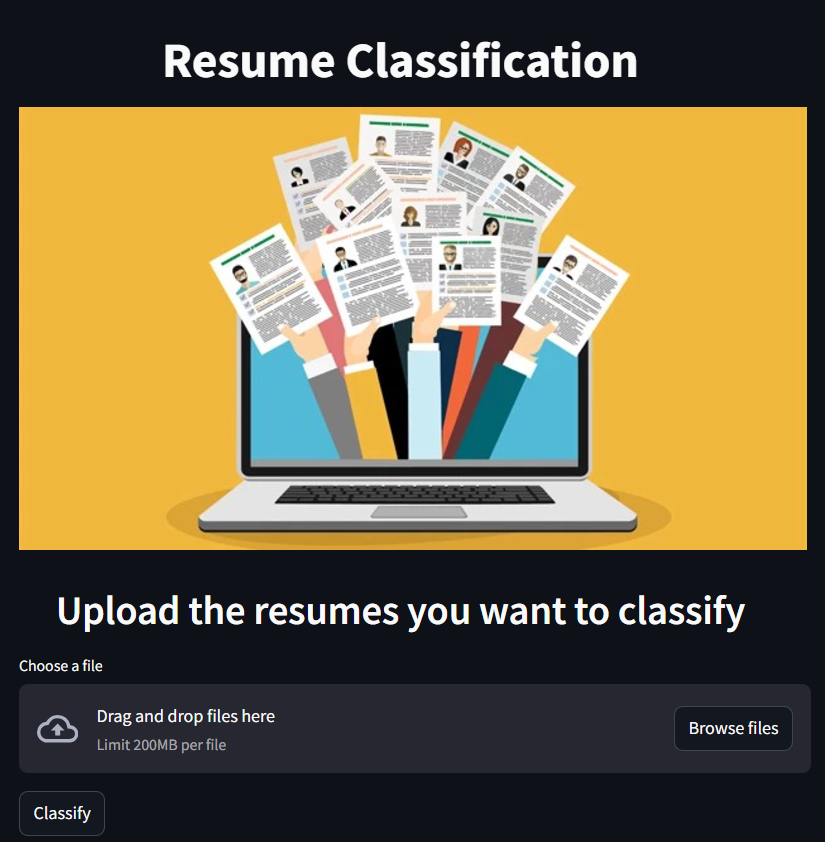 Resume Classification
Upload the resumes you want to classify
Choose a file
Drag and drop files here
Limit 200MB per file
Browse files
Classify